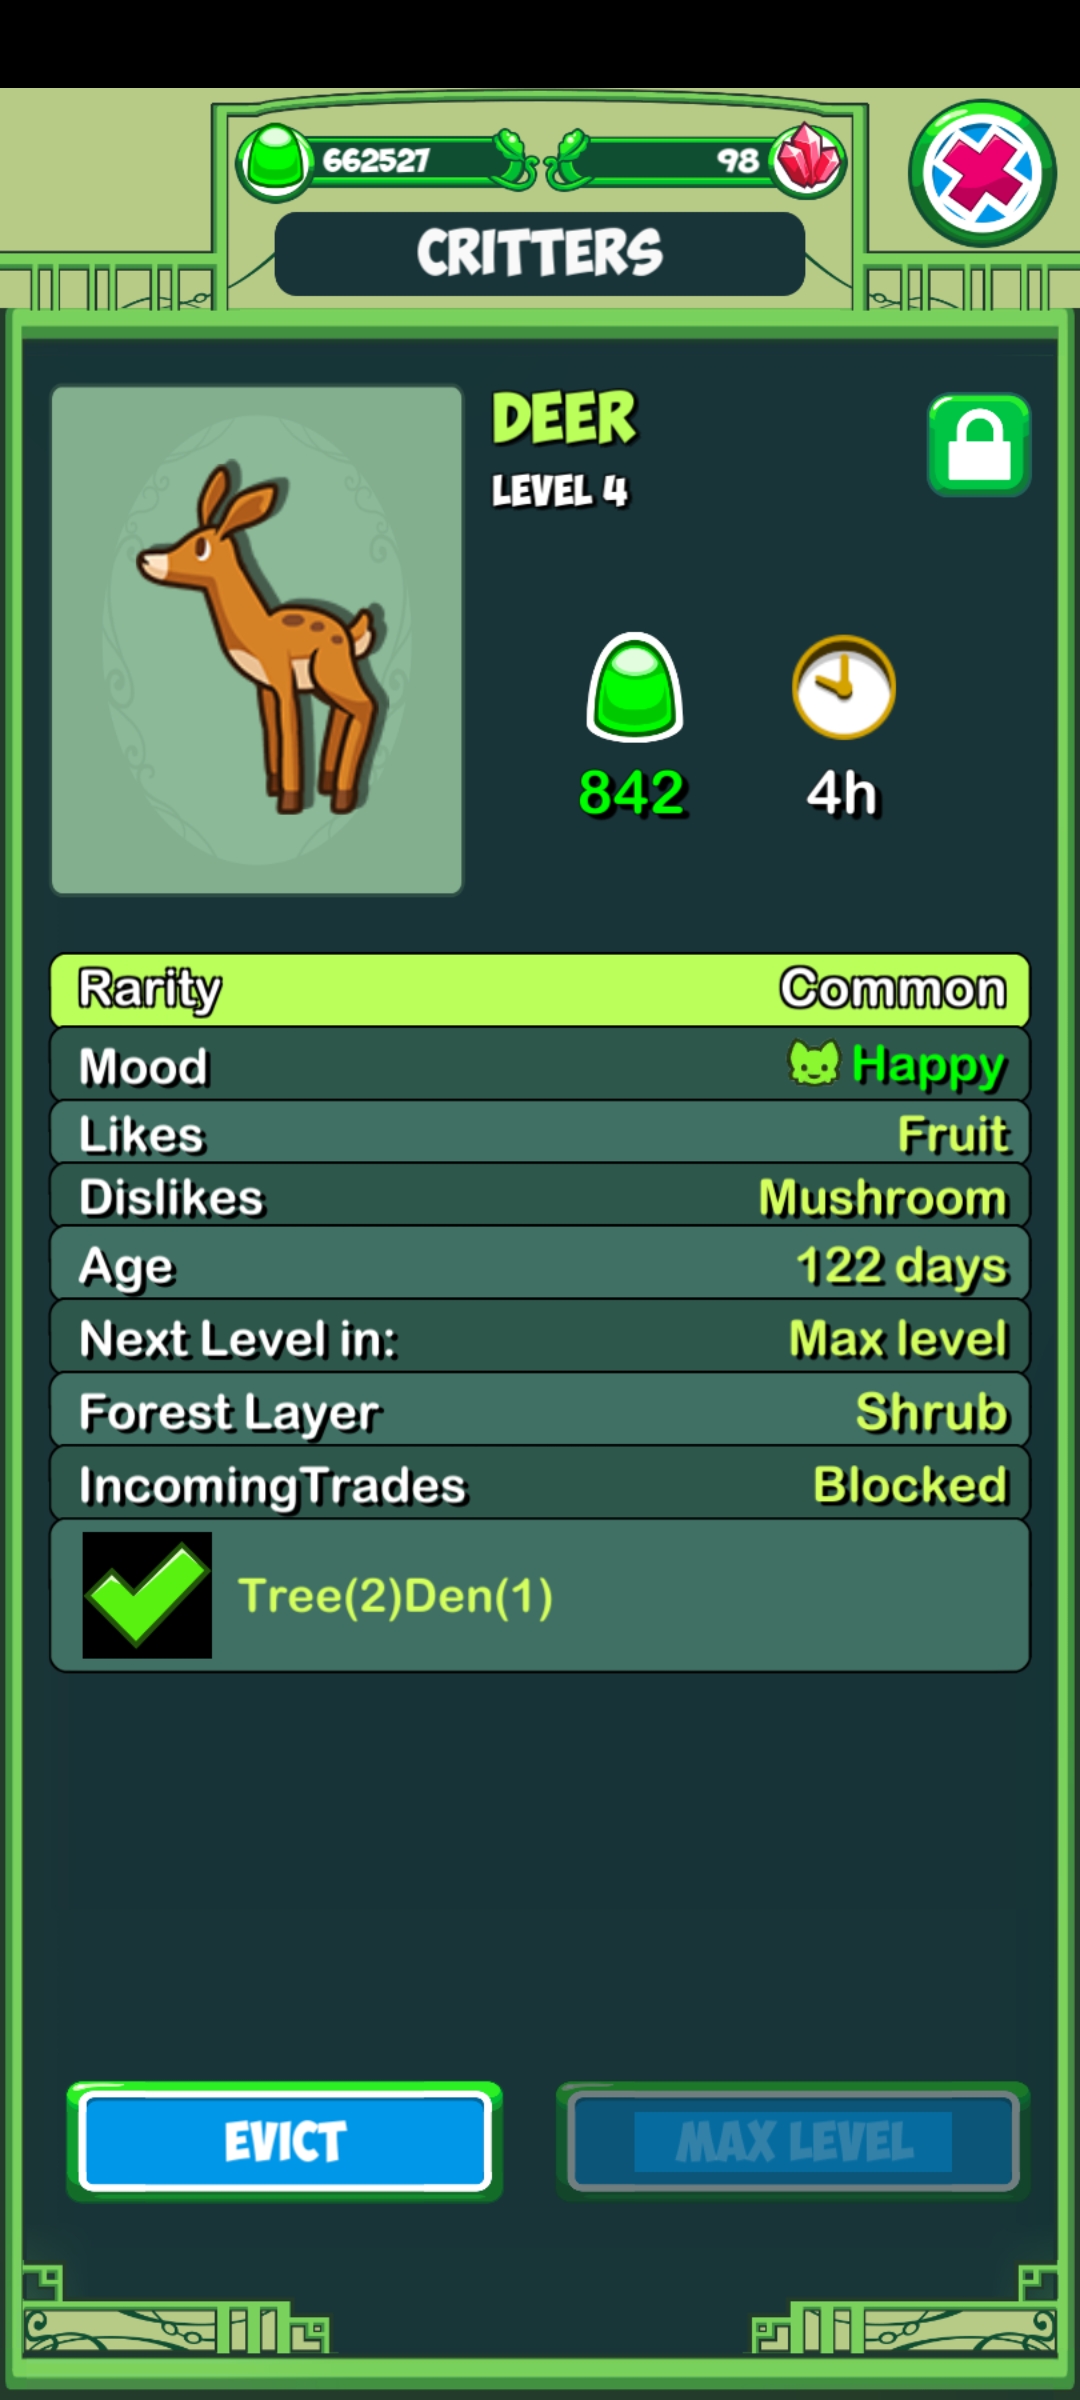 662527 98
CRITTERS
DEER
LEVEL 4
842 4h
Rarity Common
Mood Happy
Likes Fruit
Dislikes Mushroom
Age 122 days
Next Level in: Max level
Forest Layer Shrub
IncomingTrades Blocked
Tree(2)Den(1)
EVICT MAX LEVEL